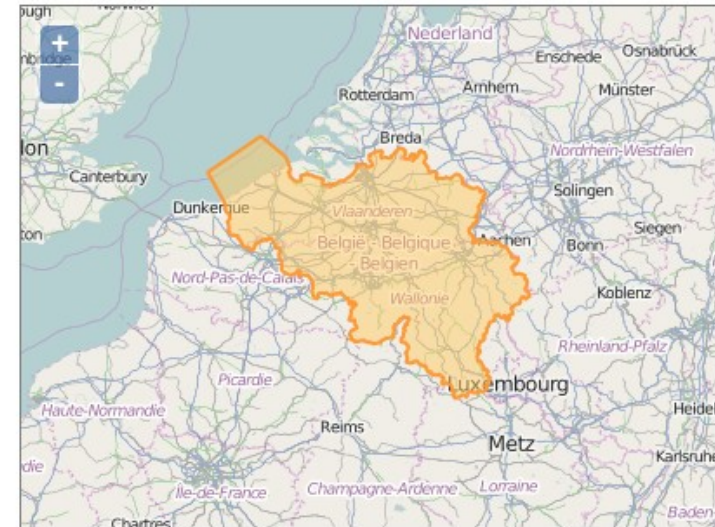 Norwich
Nederland
Osnabrück
Enschede
+
-
Arnhem
Münster
Rotterdam
Breda
Nordrhein-Westfalen
Canterbury
Solingen
Dunkerque
Vlaanderen
Siegen
Aachen
België - Belgique
- Belgien
Bonn
Nord-Pas-de-Calais
Wallonie
Koblenz
Rheinland-Pfalz
Picardie
Luxembourg
Haute-Normandie
Heide
Reims
Metz
Karlsruhe
Île-de-France
Champagne-Ardenne
Lorraine
Baden-
Chartres